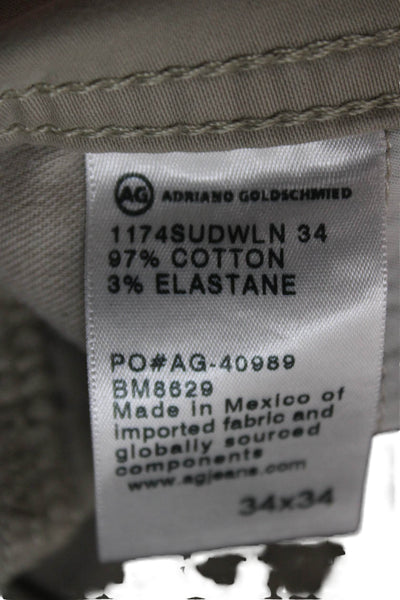 AG ADRIANO GOLDSCHMIED
1174SUDWLN 34
97% COTTON
3% ELASTANE
PO#AG-40989
BM8629
Made in Mexico of
imported fabric and
globally sourced
components
www.agjeans.com
34x34